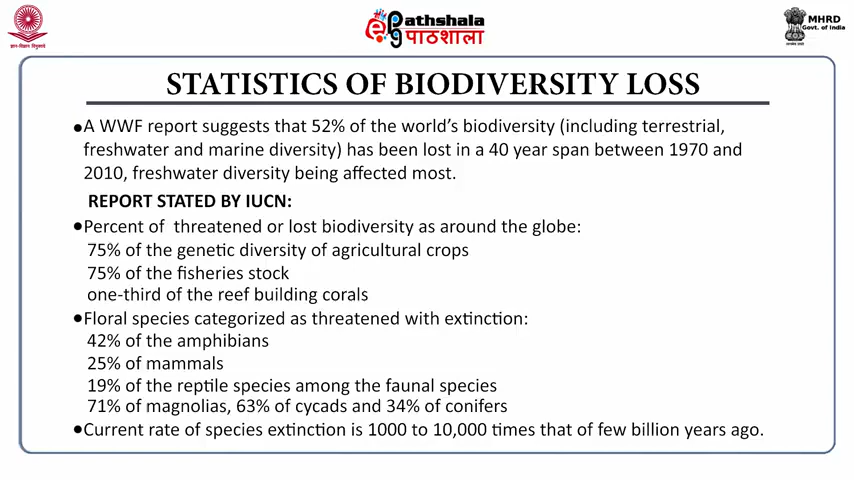 ज्ञान-विज्ञान विमुक्तये
ePathshala
पाठशाला
MHRD
Govt. of India
सत्यमेव जयते
STATISTICS OF BIODIVERSITY LOSS
•A WWF report suggests that 52% of the world's biodiversity (including terrestrial,
freshwater and marine diversity) has been lost in a 40 year span between 1970 and
2010, freshwater diversity being affected most.
REPORT STATED BY IUCN:
•Percent of threatened or lost biodiversity as around the globe:
75% of the genetic diversity of agricultural crops
75% of the fisheries stock
one-third of the reef building corals
•Floral species categorized as threatened with extinction:
42% of the amphibians
25% of mammals
19% of the reptile species among the faunal species
71% of magnolias, 63% of cycads and 34% of conifers
•Current rate of species extinction is 1000 to 10,000 times that of few billion years ago.